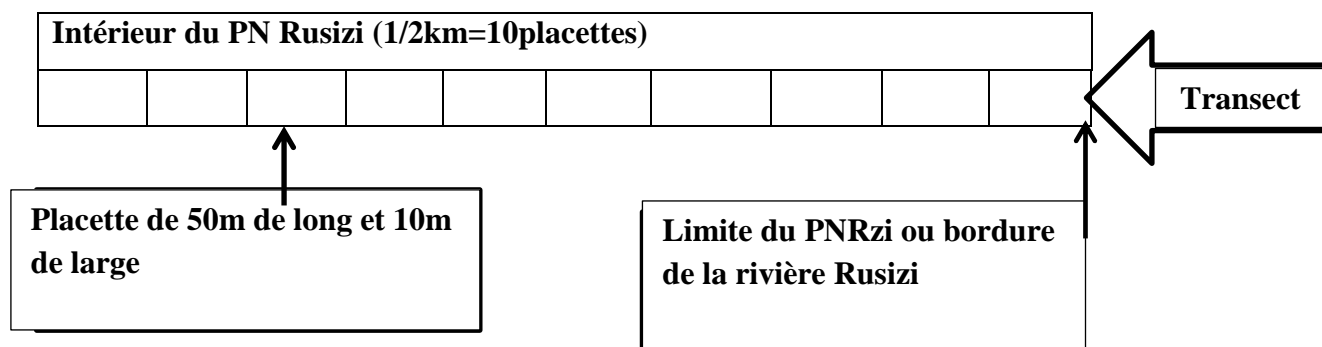 Intérieur du PN Rusizi (1/2km=10placettes)
Transect
Placette de 50m de long et 10m
de large
Limite du PNRzi ou bordure
de la rivière Rusizi